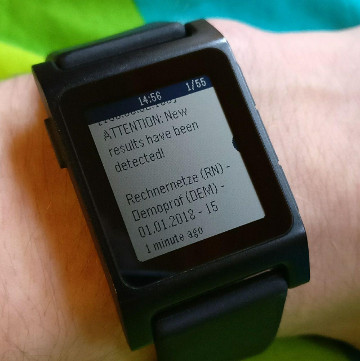 14:56 1/55
ATTENTION: New
results have been
detected!
Rechnernetze (RN) -
Demoprof (DEM) -
01.01.2018 - 15
1 minute ago